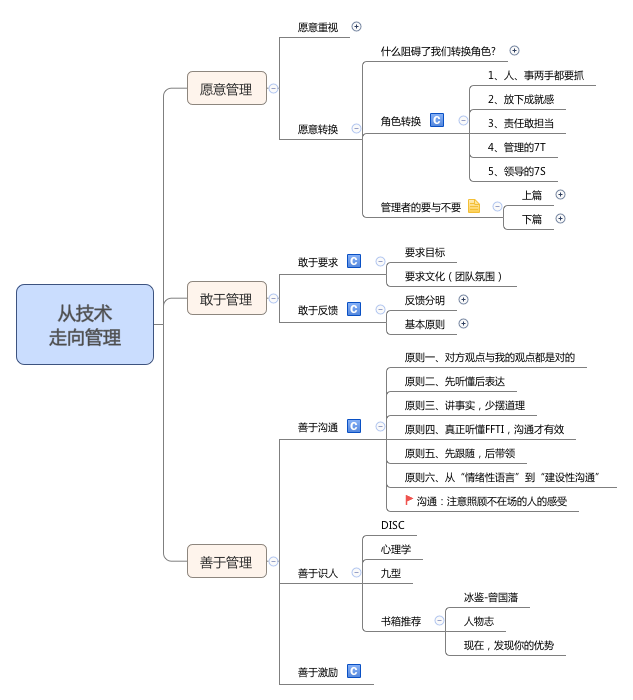 从技术
走向管理
愿意管理
愿意重视
愿意转换
什么阻碍了我们转换角色?
角色转换
1、人、事两手都要抓
2、放下成就感
3、责任敢担当
4、管理的7T
5、领导的7S
管理者的要与不要
上篇
下篇
敢于管理
敢于要求
要求目标
要求文化（团队氛围）
敢于反馈
反馈分明
基本原则
善于管理
善于沟通
原则一、对方观点与我的观点都是对的
原则二、先听懂后表达
原则三、讲事实，少摆道理
原则四、真正听懂FFTI，沟通才有效
原则五、先跟随，后带领
原则六、从“情绪性语言”到“建设性沟通”
沟通：注意照顾不在场的人的感受
善于识人
DISC
心理学
九型
书箱推荐
冰鉴-曾国藩
人物志
现在，发现你的优势
善于激励